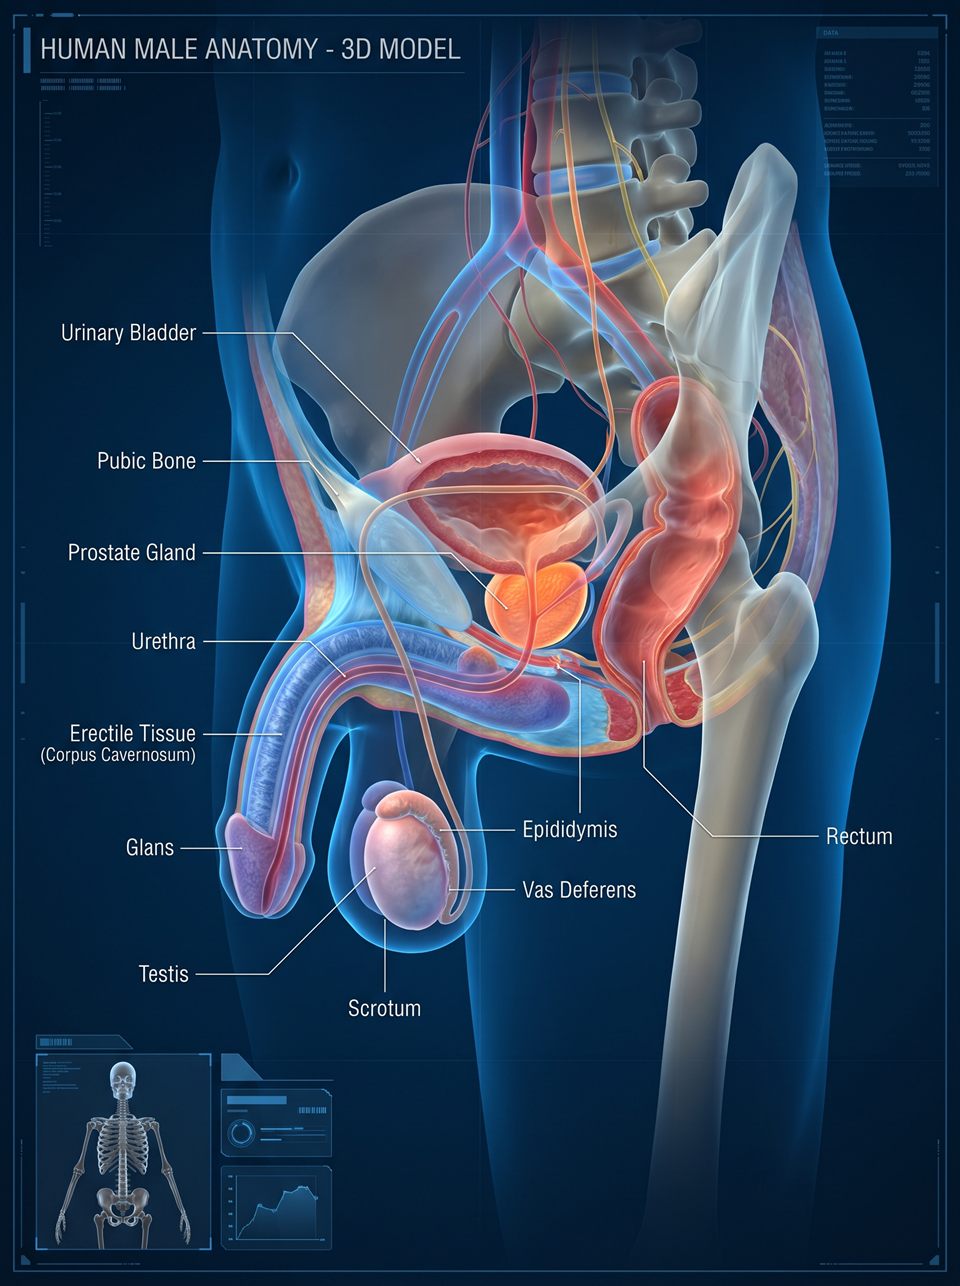 HUMAN MALE ANATOMY - 3D MODEL
DATA
Urinary Bladder
Pubic Bone
Prostate Gland
Urethra
Erectile Tissue
(Corpus Cavernosum)
Glans
Epididymis
Rectum
Vas Deferens
Testis
Scrotum